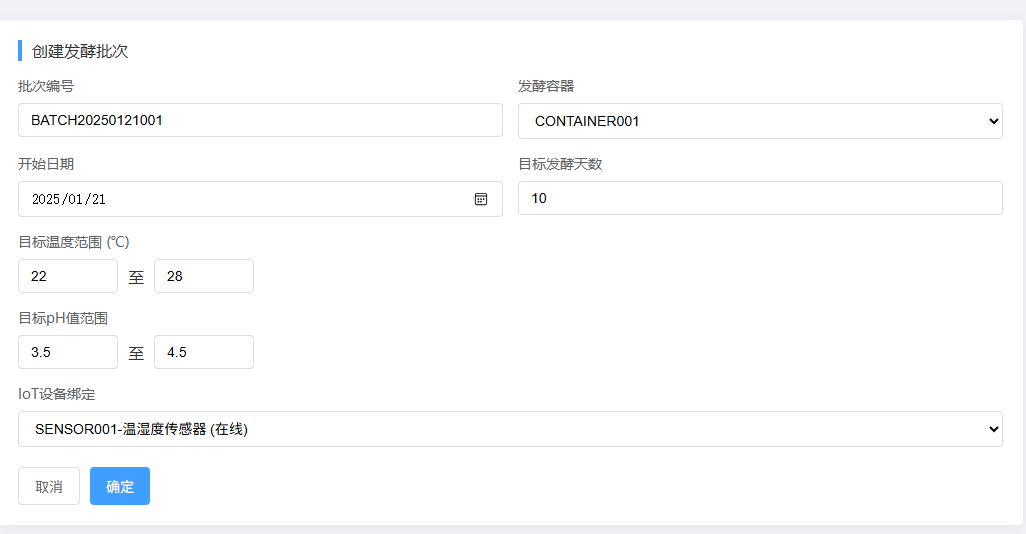 创建发酵批次
批次编号
发酵容器
BATCH20250121001
CONTAINER001
开始日期
目标发酵天数
2025/01/21
10
目标温度范围 (℃)
22 至 28
目标pH值范围
3.5 至 4.5
IoT设备绑定
SENSOR001-温湿度传感器 (在线)
取消 确定